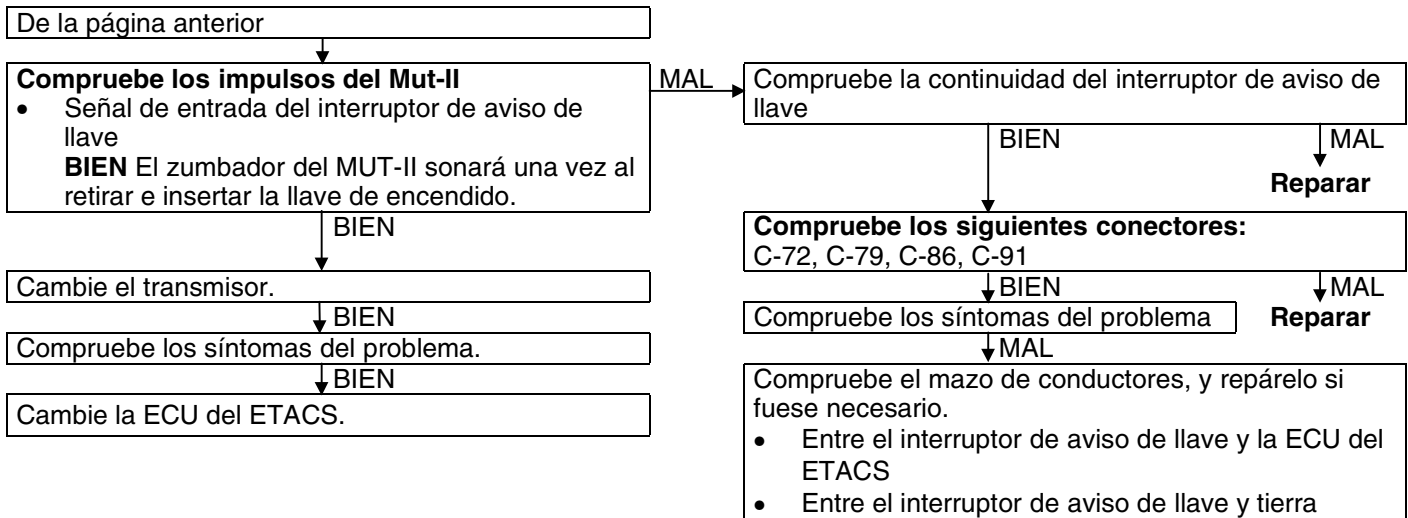 De la página anterior
Compruebe los impulsos del Mut-II
• Señal de entrada del interruptor de aviso de
llave
BIEN El zumbador del MUT-II sonará una vez al
retirar e insertar la llave de encendido.
BIEN
Cambie el transmisor.
BIEN
Compruebe los síntomas del problema.
BIEN
Cambie la ECU del ETACS.
MAL
Compruebe la continuidad del interruptor de aviso de
llave
BIEN
MAL
Reparar
Compruebe los siguientes conectores:
C-72, C-79, C-86, C-91
BIEN
MAL
Compruebe los síntomas del problema
Reparar
MAL
Compruebe el mazo de conductores, y repárelo si
fuese necesario.
• Entre el interruptor de aviso de llave y la ECU del
ETACS
• Entre el interruptor de aviso de llave y tierra